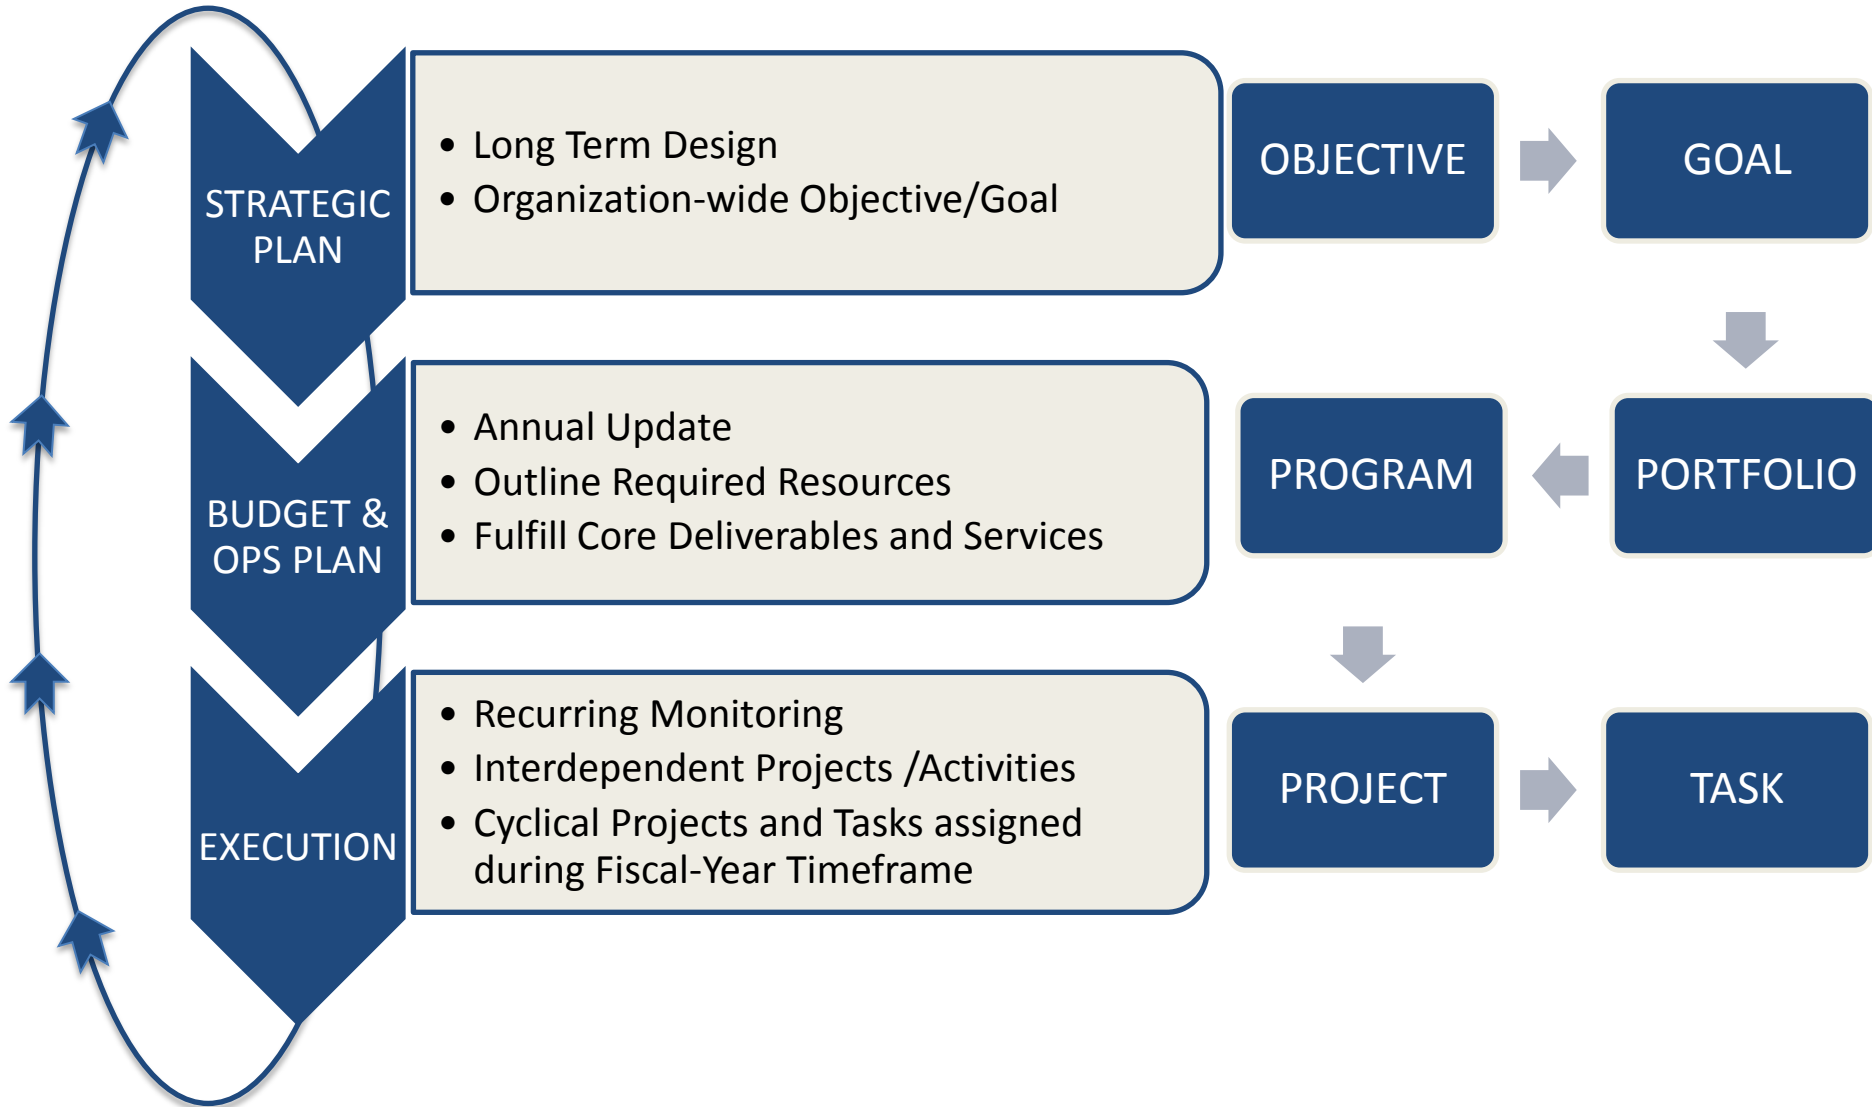 STRATEGIC
PLAN
• Long Term Design
• Organization-wide Objective/Goal
OBJECTIVE
GOAL
BUDGET &
OPS PLAN
• Annual Update
• Outline Required Resources
• Fulfill Core Deliverables and Services
PROGRAM
PORTFOLIO
EXECUTION
• Recurring Monitoring
• Interdependent Projects /Activities
• Cyclical Projects and Tasks assigned
during Fiscal-Year Timeframe
PROJECT
TASK